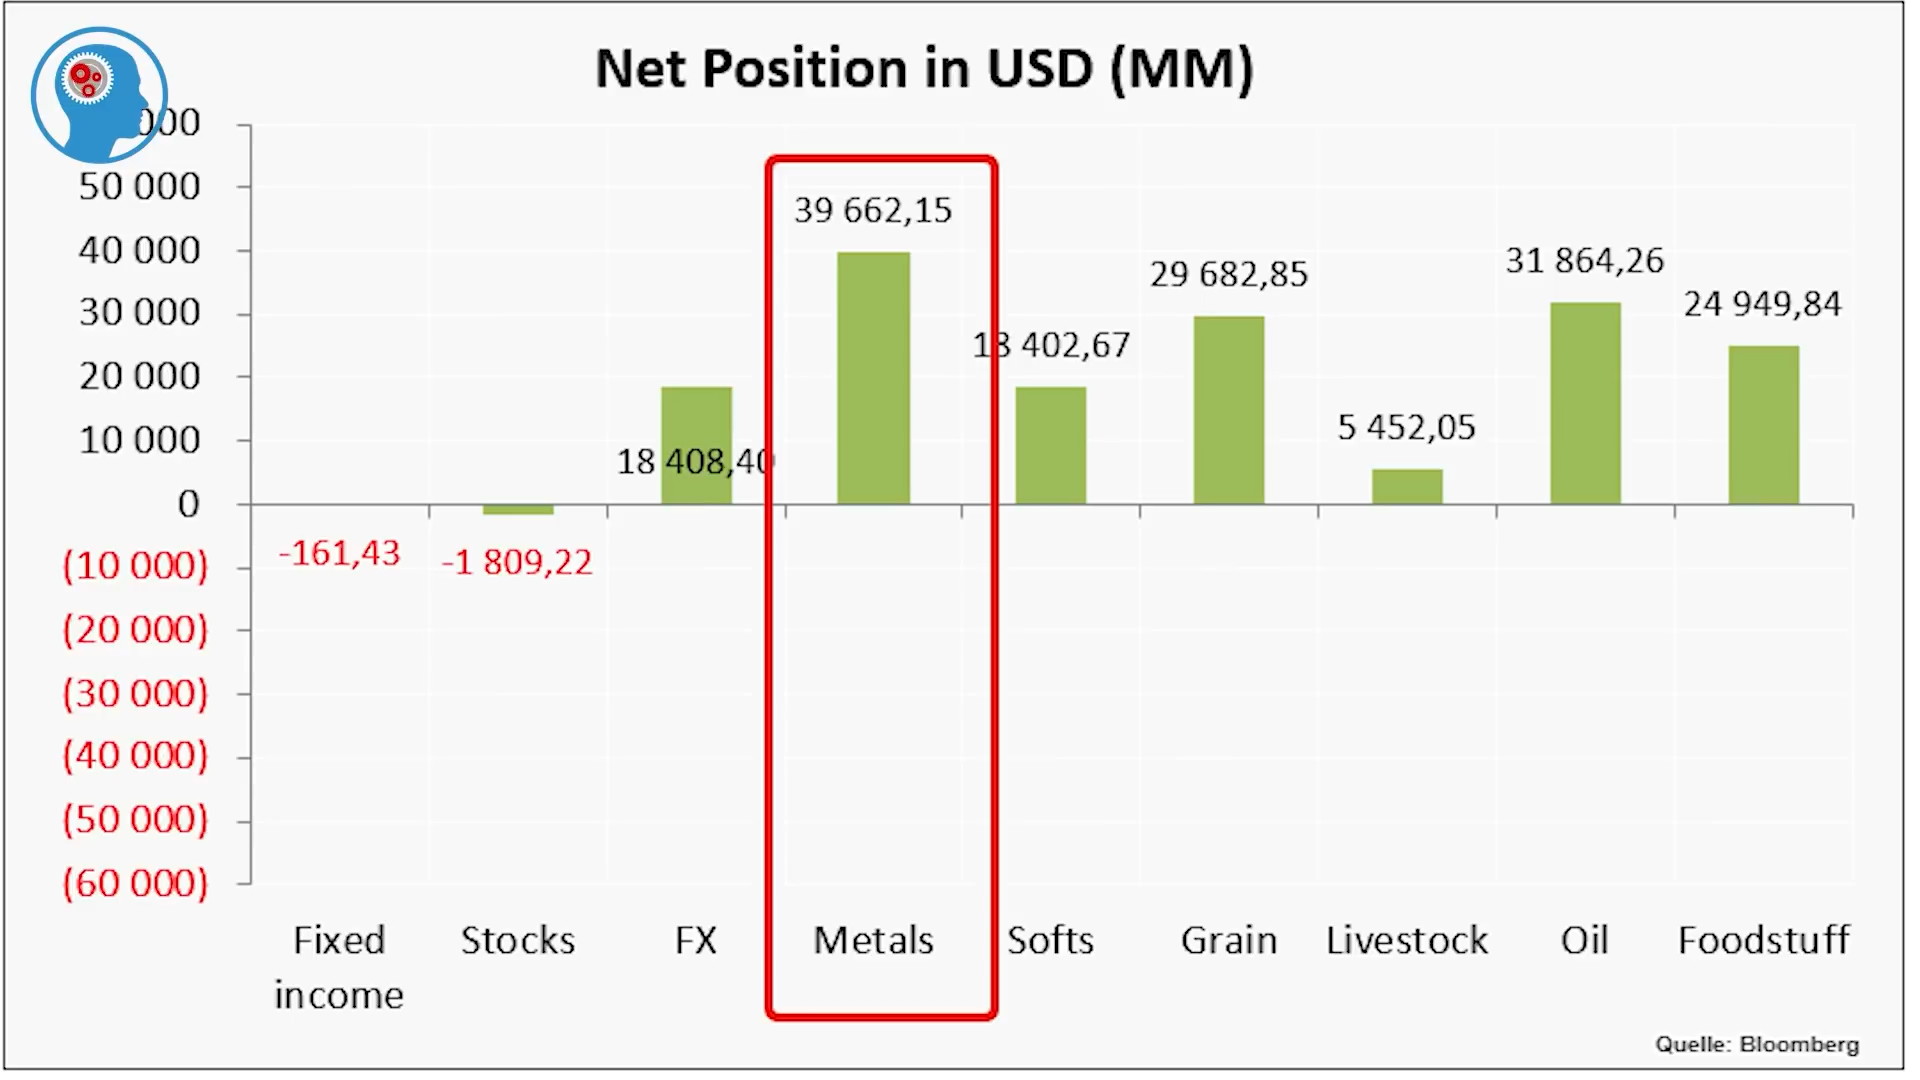 Net Position in USD (MM)
000
50 000
40 000
30 000
20 000
10 000
0
(10 000)
(20 000)
(30 000)
(40 000)
(50 000)
(60 000)
-161,43
-1 809,22
18 408,40
39 662,15
18 402,67
29 682,85
5 452,05
31 864,26
24 949,84
Fixed income
Stocks
FX
Metals
Softs
Grain
Livestock
Oil
Foodstuff
Quelle: Bloomberg